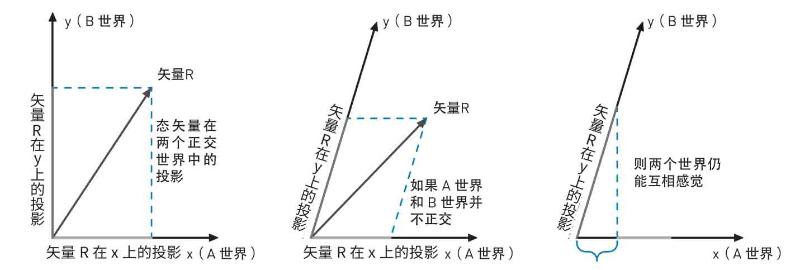 y（B 世界）
矢量R
矢量R在y上的投影
态矢量在
两个正交
世界中的
投影
矢量 R 在 x 上的投影 x（A 世界）
y（B 世界）
矢量R
矢量R在y上的投影
如果 A 世界
和 B 世界并
不正交
矢量 R 在 x 上的投影 x（A 世界）
y（B 世界）
矢量R在y上的投影
则两个世界仍
能互相感觉
x（A 世界）